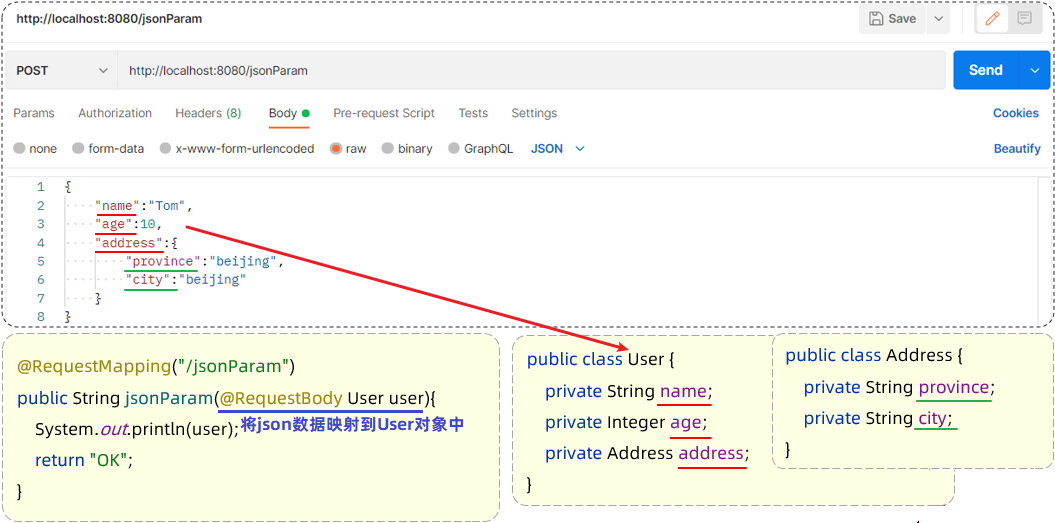 http://localhost:8080/jsonParam
Save
POST
http://localhost:8080/jsonParam
Send
Params Authorization Headers (8) Body Pre-request Script Tests Settings Cookies
none form-data x-www-form-urlencoded raw binary GraphQL JSON Beautify
1 {
2 "name":"Tom",
3 "age":10,
4 "address":{
5 "province":"beijing",
6 "city":"beijing"
7 }
8 }
@RequestMapping("/jsonParam")
public String jsonParam(@RequestBody User user){
System.out.println(user);
将json数据映射到User对象中
return "OK";
}
public class User {
private String name;
private Integer age;
private Address address;
}
public class Address {
private String province;
private String city;
}